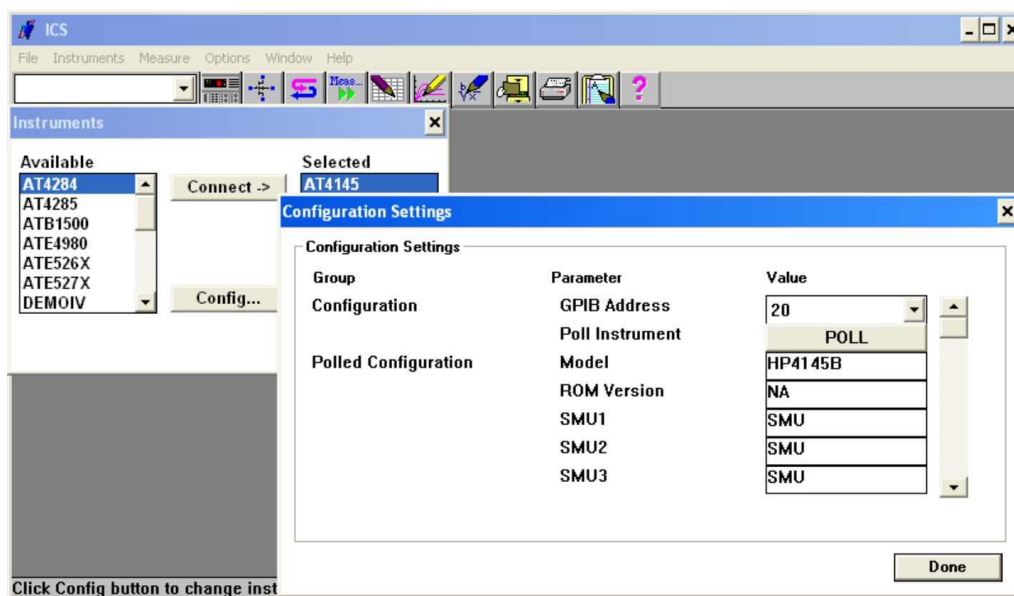 ICS
File Instruments Measure Options Window Help
Meas...
?
Instruments
Available
Selected
AT4284
AT4285
ATB1500
ATE4980
ATE526X
ATE527X
DEMOIV
Connect ->
AT4145
Config...
Configuration Settings
Configuration Settings
Group Parameter Value
Configuration GPIB Address 20
Poll Instrument POLL
Polled Configuration Model HP4145B
ROM Version NA
SMU1 SMU
SMU2 SMU
SMU3 SMU
Done
Click Config button to change inst